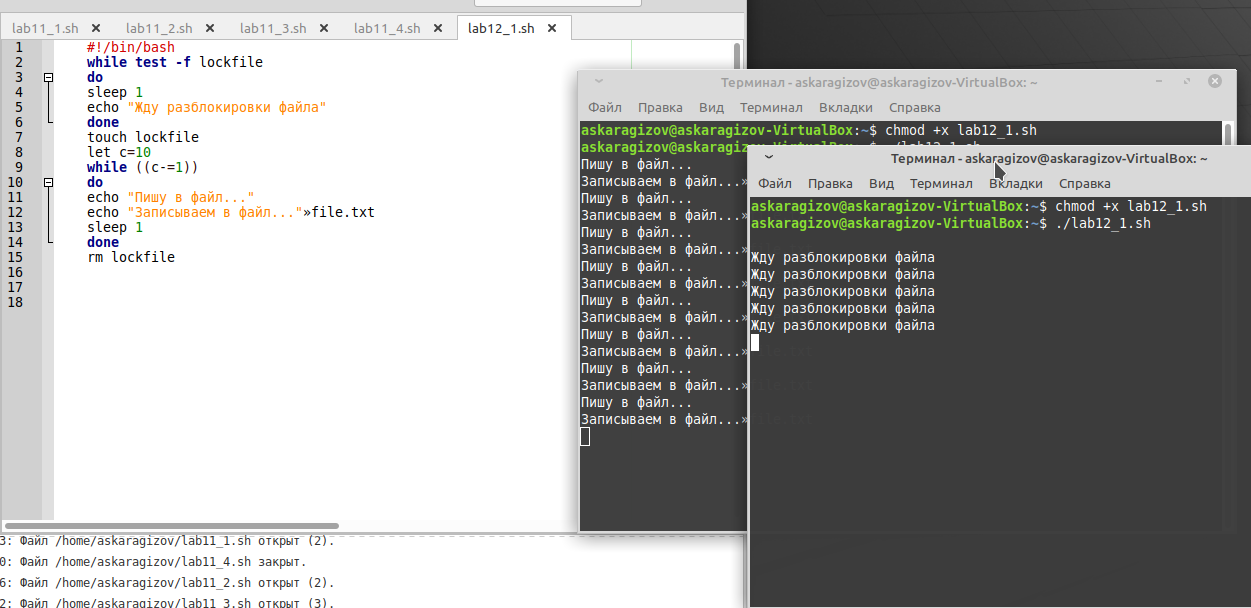 lab11_1.sh
lab11_2.sh
lab11_3.sh
lab11_4.sh
lab12_1.sh
1 #!/bin/bash
2 while test -f lockfile
3 do
4 sleep 1
5 echo "Жду разблокировки файла"
6 done
7 touch lockfile
8 let c=10
9 while ((c-=1))
10 do
11 echo "Пишу в файл..."
12 echo "Записываем в файл..."»file.txt
13 sleep 1
14 done
15 rm lockfile
16
17
18
3: Файл /home/askaragizov/lab11_1.sh открыт (2).
0: Файл /home/askaragizov/lab11_4.sh закрыт.
6: Файл /home/askaragizov/lab11_2.sh открыт (2).
2: Файл /home/askaragizov/lab11_3.sh открыт (3).
Терминал - askaragizov@askaragizov-VirtualBox: ~
Файл Правка Вид Терминал Вкладки Справка
askaragizov@askaragizov-VirtualBox:~$ chmod +x lab12_1.sh
askaragizov@askaragizov-VirtualBox:~$ ./lab12_1.sh
Пишу в файл...
Записываем в файл...»
Пишу в файл...
Записываем в файл...»
Пишу в файл...
Записываем в файл...»
Пишу в файл...
Записываем в файл...»
Пишу в файл...
Записываем в файл...»
Пишу в файл...
Записываем в файл...»
Пишу в файл...
Записываем в файл...»
Пишу в файл...
Записываем в файл...»
Терминал - askaragizov@askaragizov-VirtualBox: ~
Файл Правка Вид Терминал Вкладки Справка
askaragizov@askaragizov-VirtualBox:~$ chmod +x lab12_1.sh
askaragizov@askaragizov-VirtualBox:~$ ./lab12_1.sh
Жду разблокировки файла
Жду разблокировки файла
Жду разблокировки файла
Жду разблокировки файла
Жду разблокировки файла